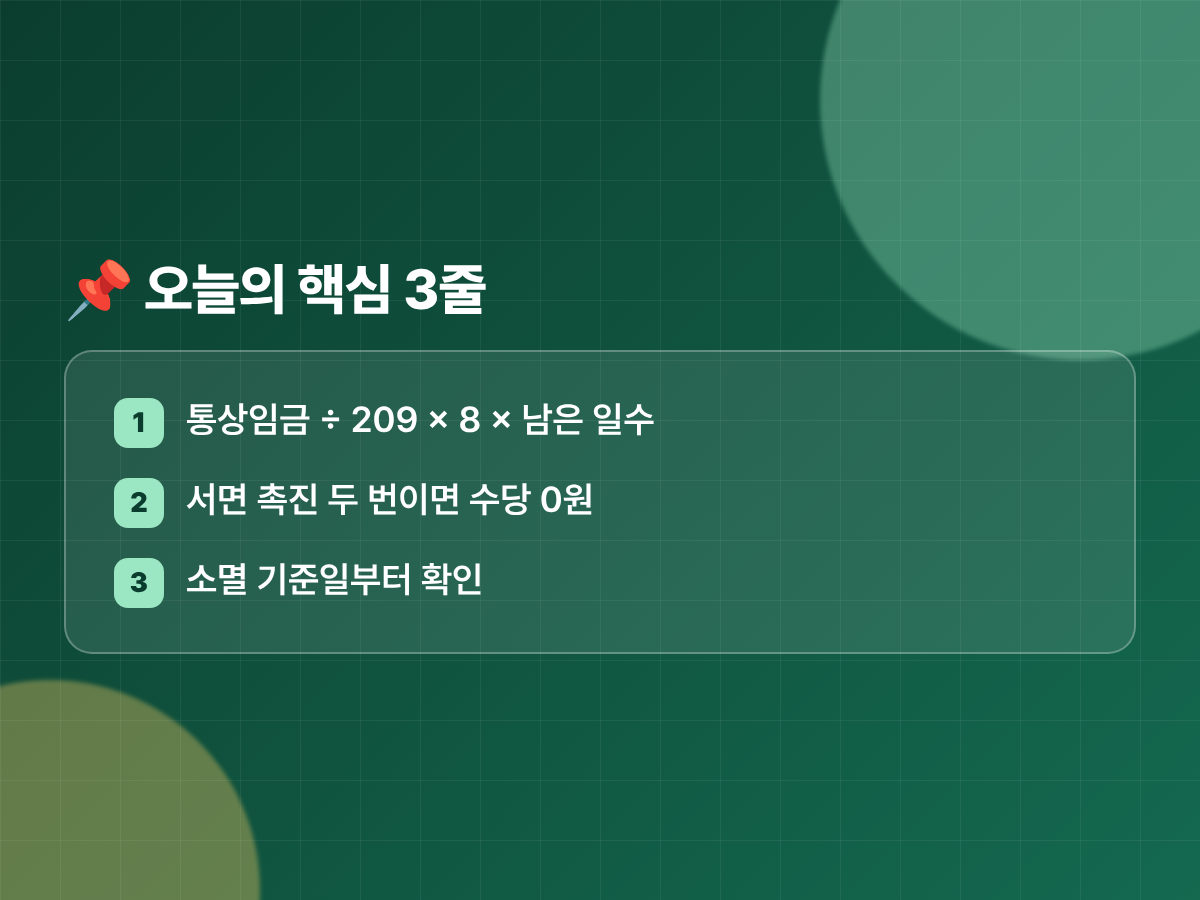 📌 오늘의 핵심 3줄
1 통상임금 ÷ 209 × 8 × 남은 일수
2 서면 촉진 두 번이면 수당 0원
3 소멸 기준일부터 확인